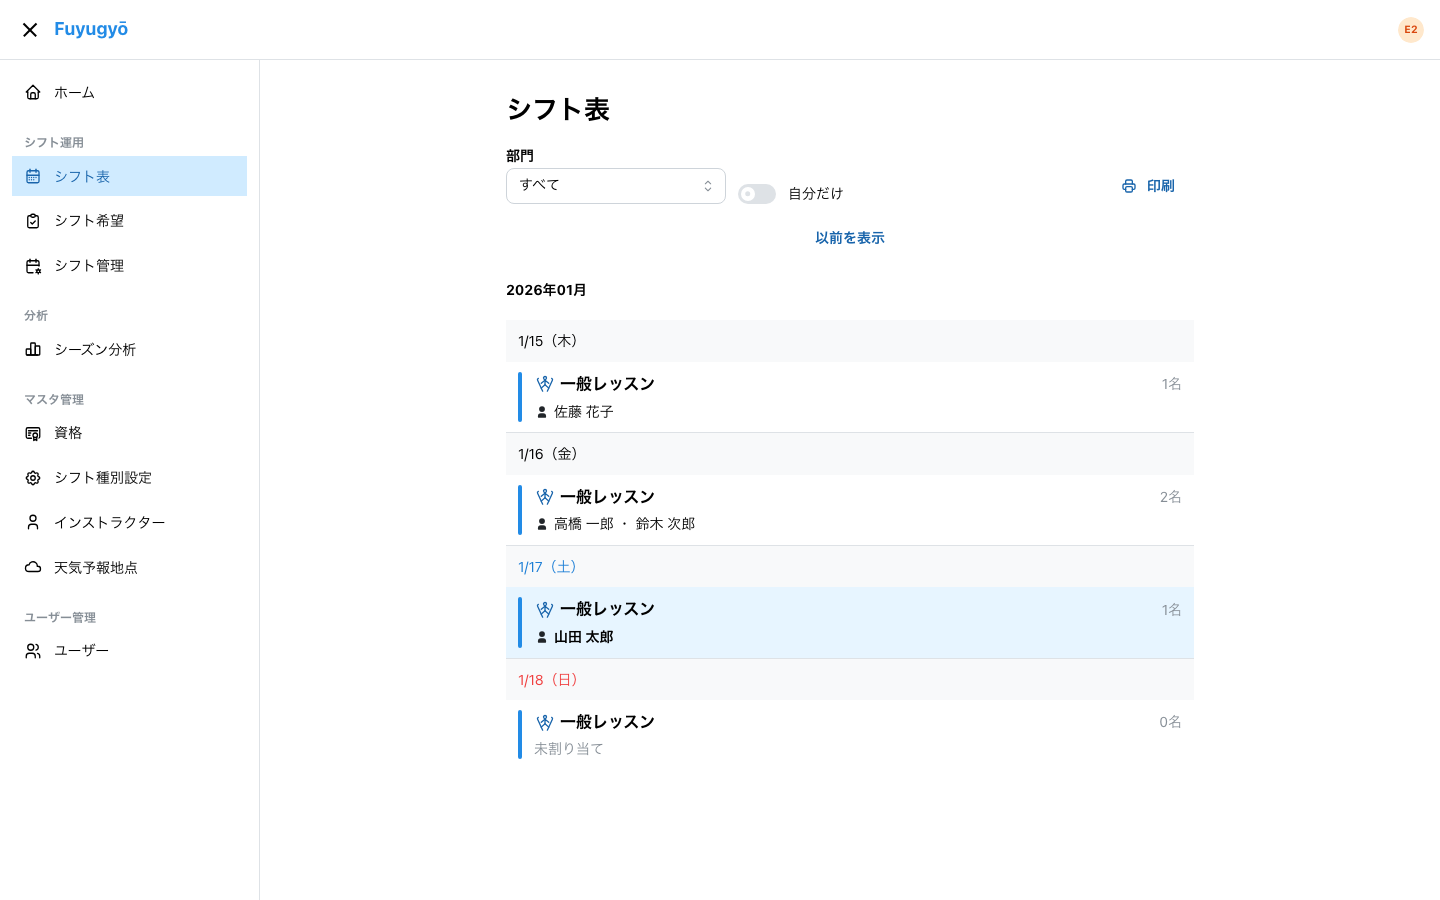 Fuyugyō
E2
ホーム
シフト運用
シフト表
シフト希望
シフト管理
分析
シーズン分析
マスタ管理
資格
シフト種別設定
インストラクター
天気予報地点
ユーザー管理
ユーザー
シフト表
部門
すべて
自分だけ
印刷
以前を表示
2026年01月
1/15（木）
一般レッスン 1名
佐藤 花子
1/16（金）
一般レッスン 2名
高橋 一郎 ・ 鈴木 次郎
1/17（土）
一般レッスン 1名
山田 太郎
1/18（日）
一般レッスン 0名
未割り当て